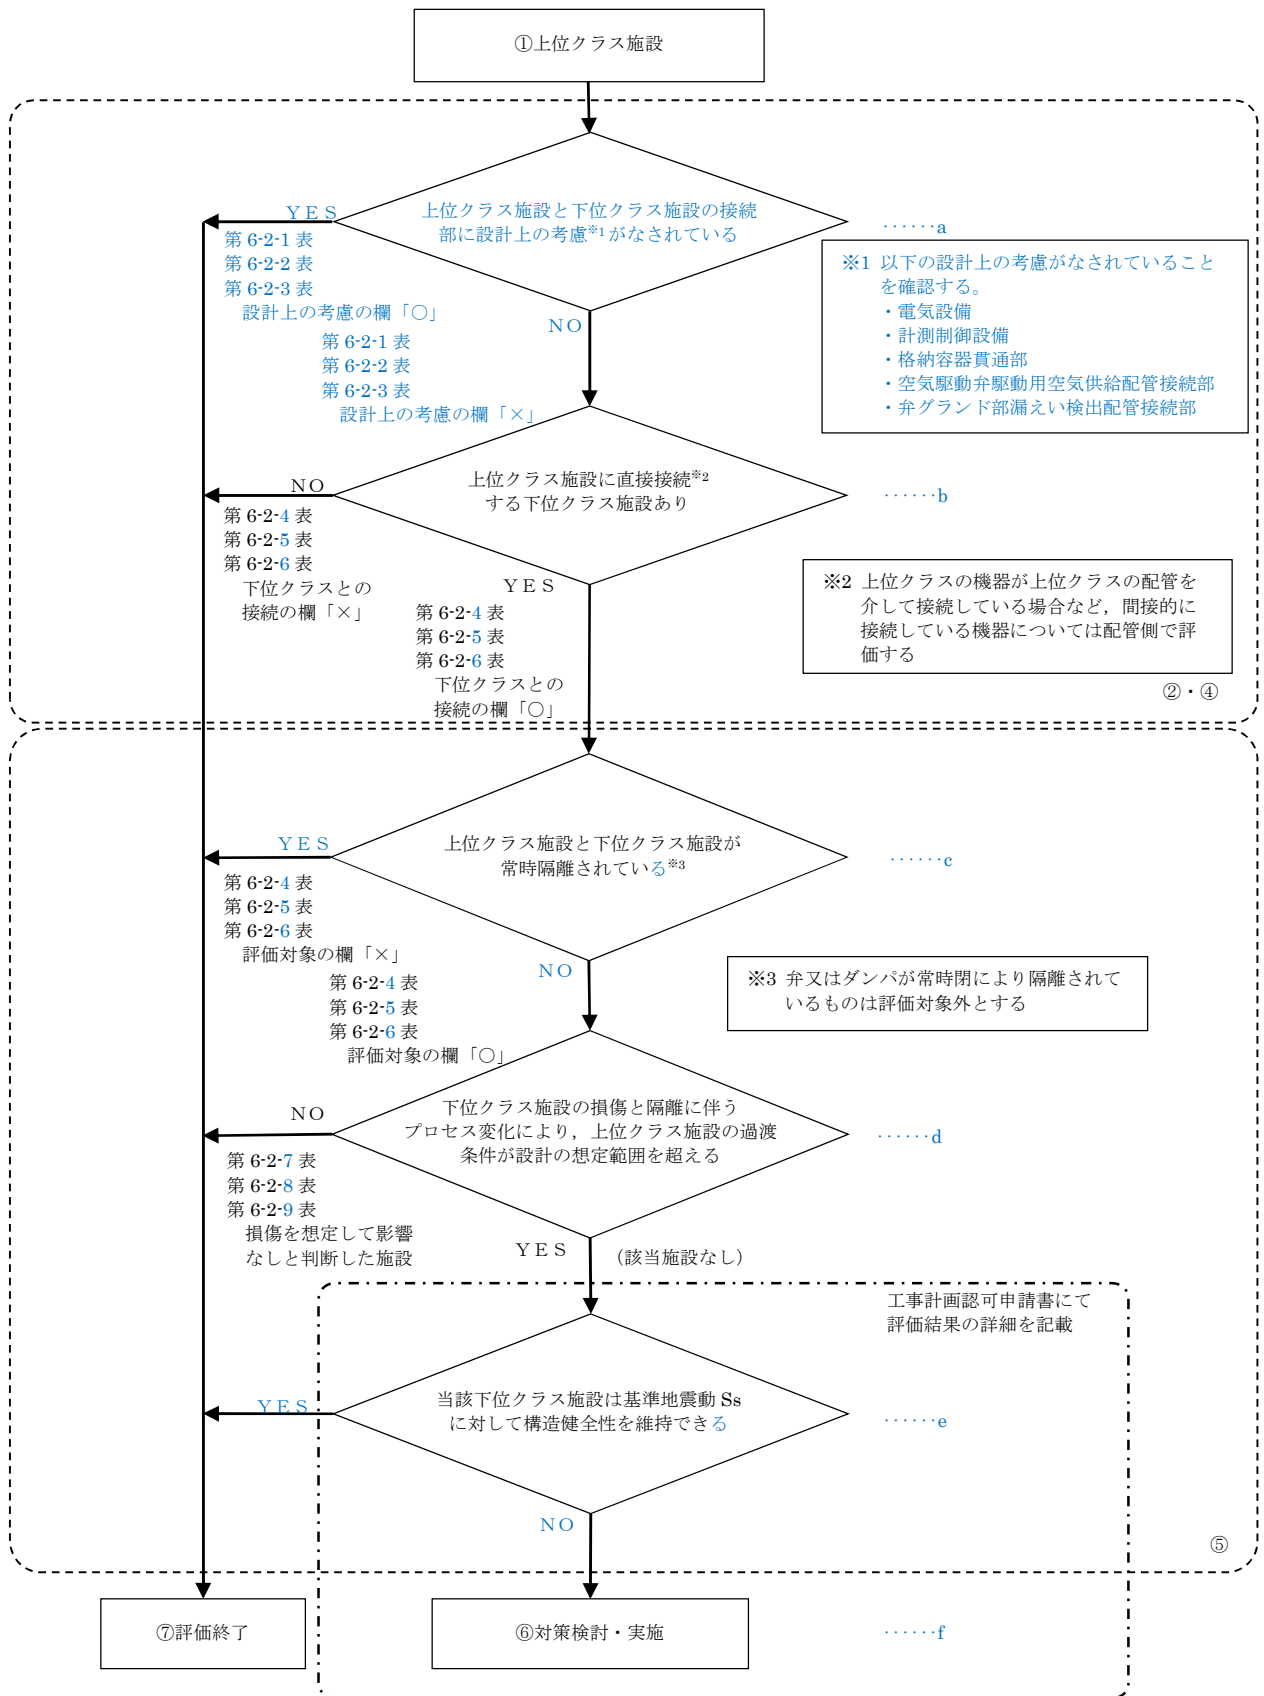 ①上位クラス施設
上位クラス施設と下位クラス施設の接続
部に設計上の考慮※1がなされている
······a
YES
第 6-2-1 表
第 6-2-2 表
第 6-2-3 表
設計上の考慮の欄「○」
NO
第 6-2-1 表
第 6-2-2 表
第 6-2-3 表
設計上の考慮の欄「×」
※1 以下の設計上の考慮がなされていること
を確認する。
・電気設備
・計測制御設備
・格納容器貫通部
・空気駆動弁駆動用空気供給配管接続部
・弁グランド部漏えい検出配管接続部
上位クラス施設に直接接続※2
する下位クラス施設あり
······b
NO
第 6-2-4 表
第 6-2-5 表
第 6-2-6 表
下位クラスとの
接続の欄「×」
YES
第 6-2-4 表
第 6-2-5 表
第 6-2-6 表
下位クラスとの
接続の欄「○」
※2 上位クラスの機器が上位クラスの配管を
介して接続している場合など，間接的に
接続している機器については配管側で評
価する
②・④
上位クラス施設と下位クラス施設が
常時隔離されている※3
······c
YES
第 6-2-4 表
第 6-2-5 表
第 6-2-6 表
評価対象の欄「×」
NO
第 6-2-4 表
第 6-2-5 表
第 6-2-6 表
評価対象の欄「○」
※3 弁又はダンパが常時閉により隔離されて
いるものは評価対象外とする
下位クラス施設の損傷と隔離に伴う
プロセス変化により，上位クラス施設の過渡
条件が設計の想定範囲を超える
······d
NO
第 6-2-7 表
第 6-2-8 表
第 6-2-9 表
損傷を想定して影響
なしと判断した施設
YES
（該当施設なし）
工事計画認可申請書にて
評価結果の詳細を記載
当該下位クラス施設は基準地震動 Ss
に対して構造健全性を維持できる
······e
YES
NO
⑤
⑦評価終了
⑥対策検討・実施
······f